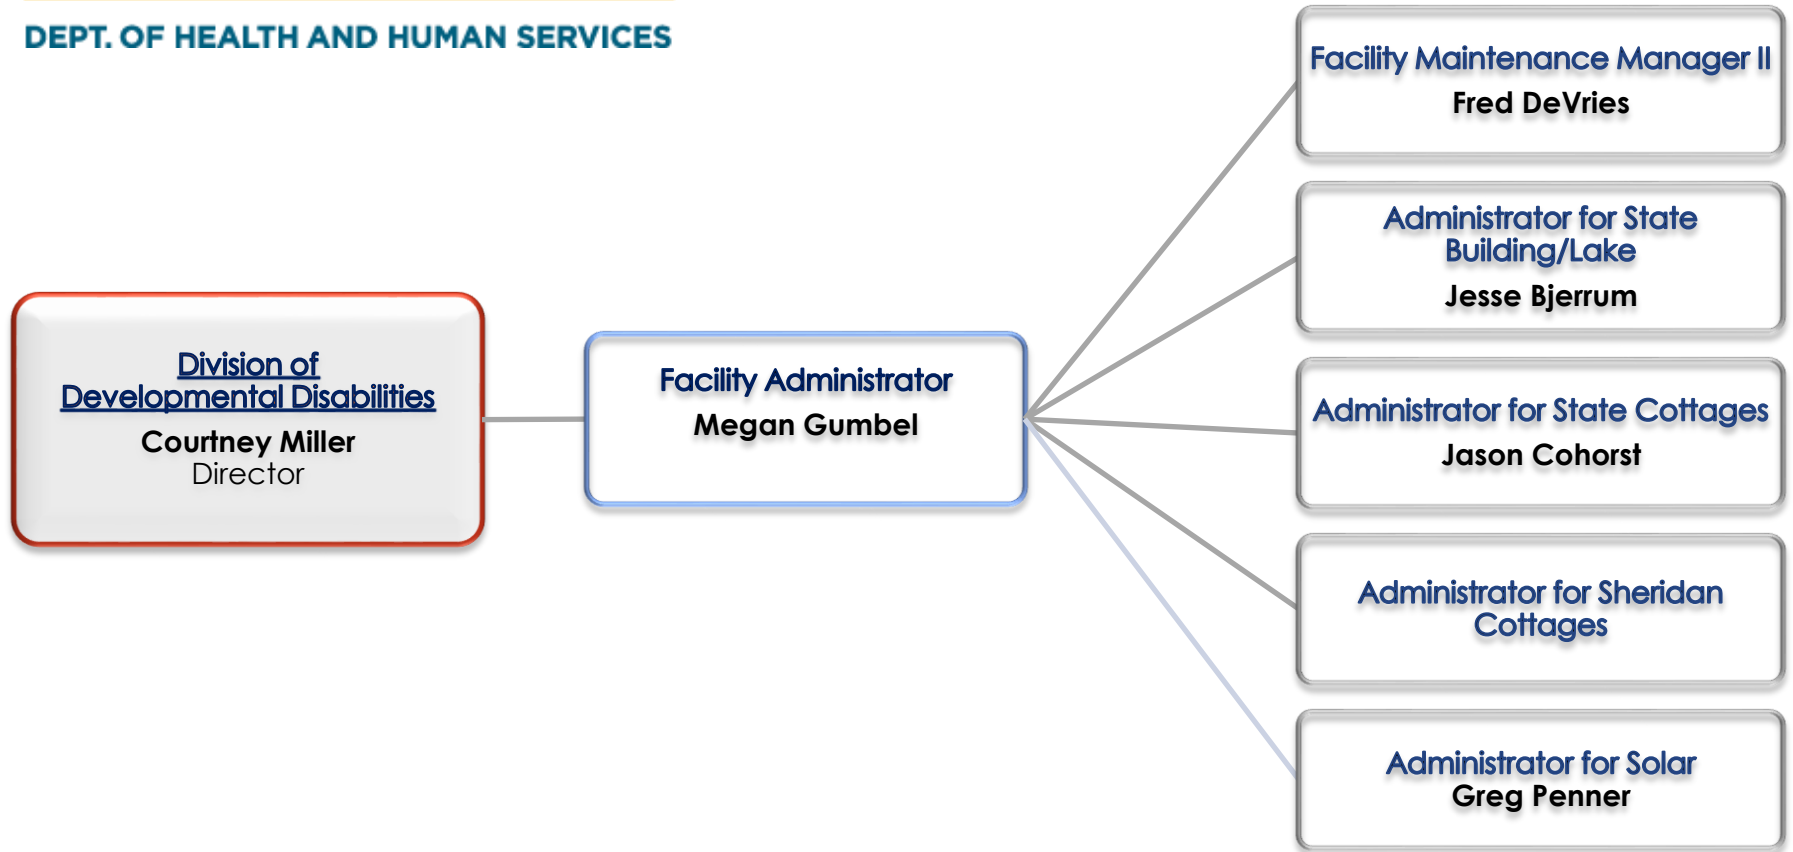 DEPT. OF HEALTH AND HUMAN SERVICES
Division of
Developmental Disabilities
Courtney Miller
Director
Facility Administrator
Megan Gumbel
Facility Maintenance Manager II
Fred DeVries
Administrator for State
Building/Lake
Jesse Bjerrum
Administrator for State Cottages
Jason Cohorst
Administrator for Sheridan
Cottages
Administrator for Solar
Greg Penner